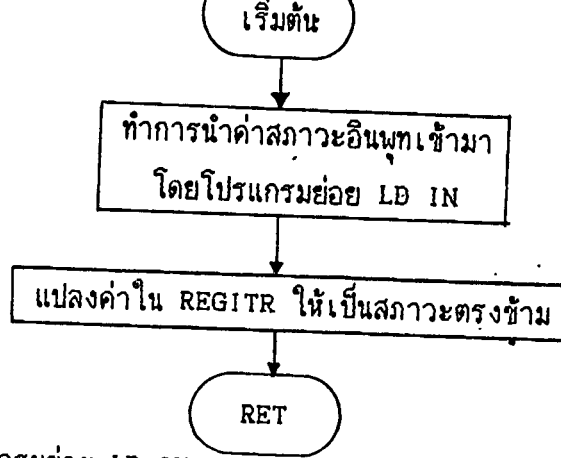 เริ่มต้น
ทำการนำค่าสภาวะอินพุทเข้ามา
โดยโปรแกรมย่อย LD IN
แปลงค่าใน REGITR ให้เป็นสภาวะตรงข้าม
RET